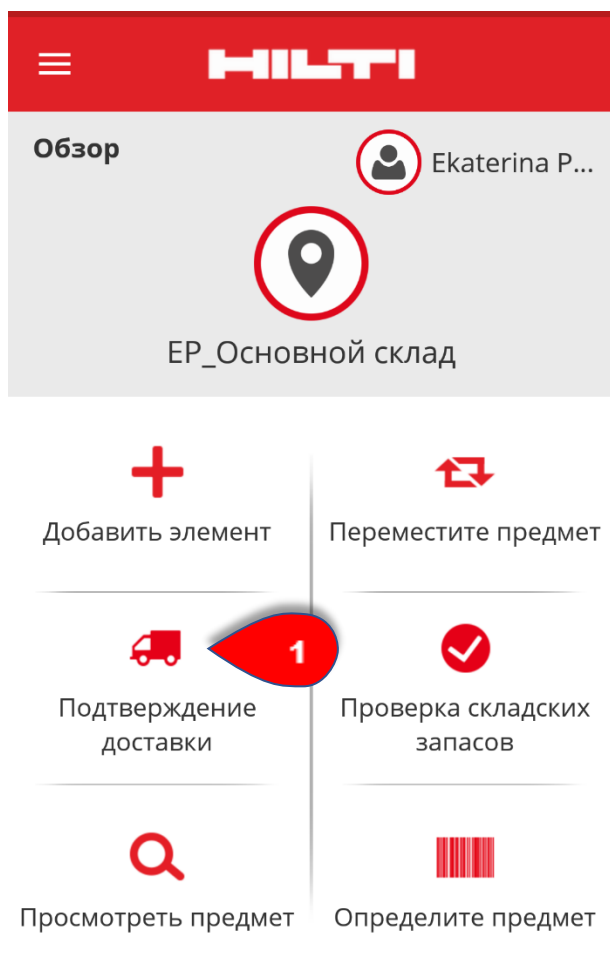 HILTI
Обзор
Ekaterina P...
EP_Основной склад
Добавить элемент
Переместите предмет
1
Подтверждение
доставки
Проверка складских
запасов
Просмотреть предмет
Определите предмет